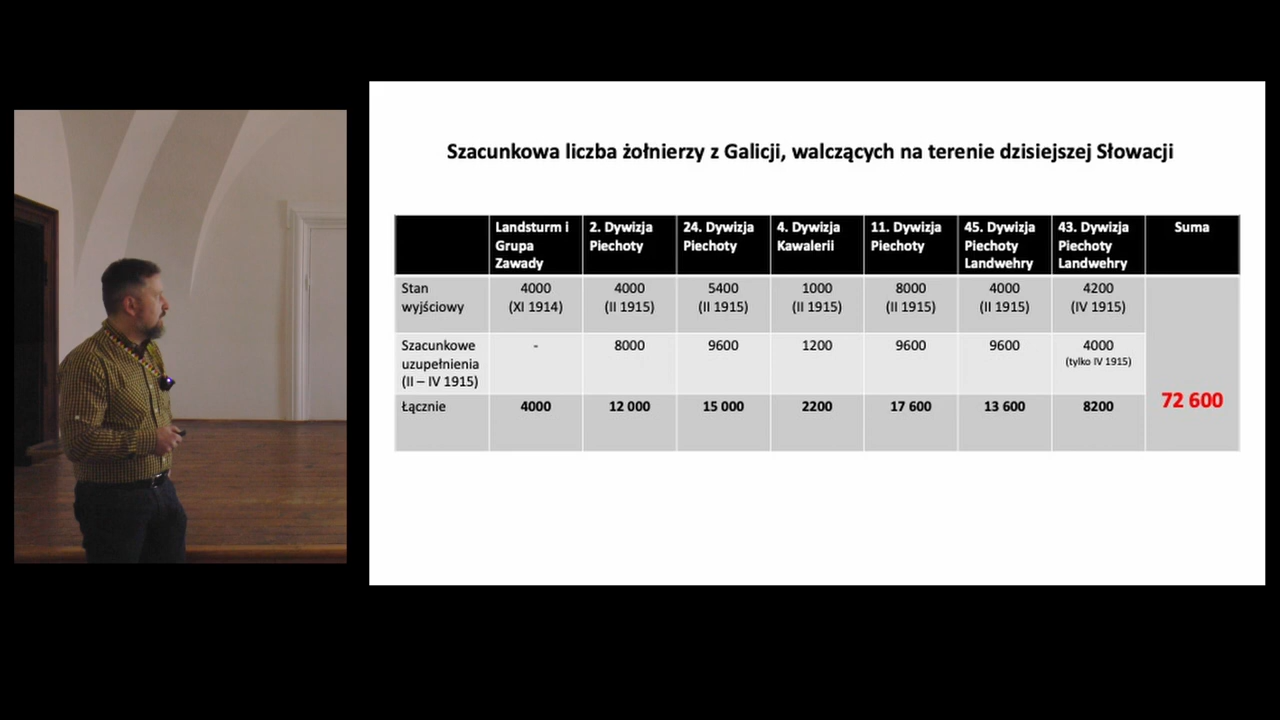 Szacunkowa liczba żołnierzy z Galicji, walczących na terenie dzisiejszej Słowacji
Landsturm i Grupa Zawady 2. Dywizja Piechoty 24. Dywizja Piechoty 4. Dywizja Kawalerii 11. Dywizja Piechoty 45. Dywizja Piechoty Landwehry 43. Dywizja Piechoty Landwehry Suma
Stan wyjściowy 4000 (XI 1914) 4000 (II 1915) 5400 (II 1915) 1000 (II 1915) 8000 (II 1915) 4000 (II 1915) 4200 (IV 1915)
Szacunkowe uzupełnienia (II – IV 1915) - 8000 9600 1200 9600 9600 4000 (tylko IV 1915)
Łącznie 4000 12 000 15 000 2200 17 600 13 600 8200 72 600